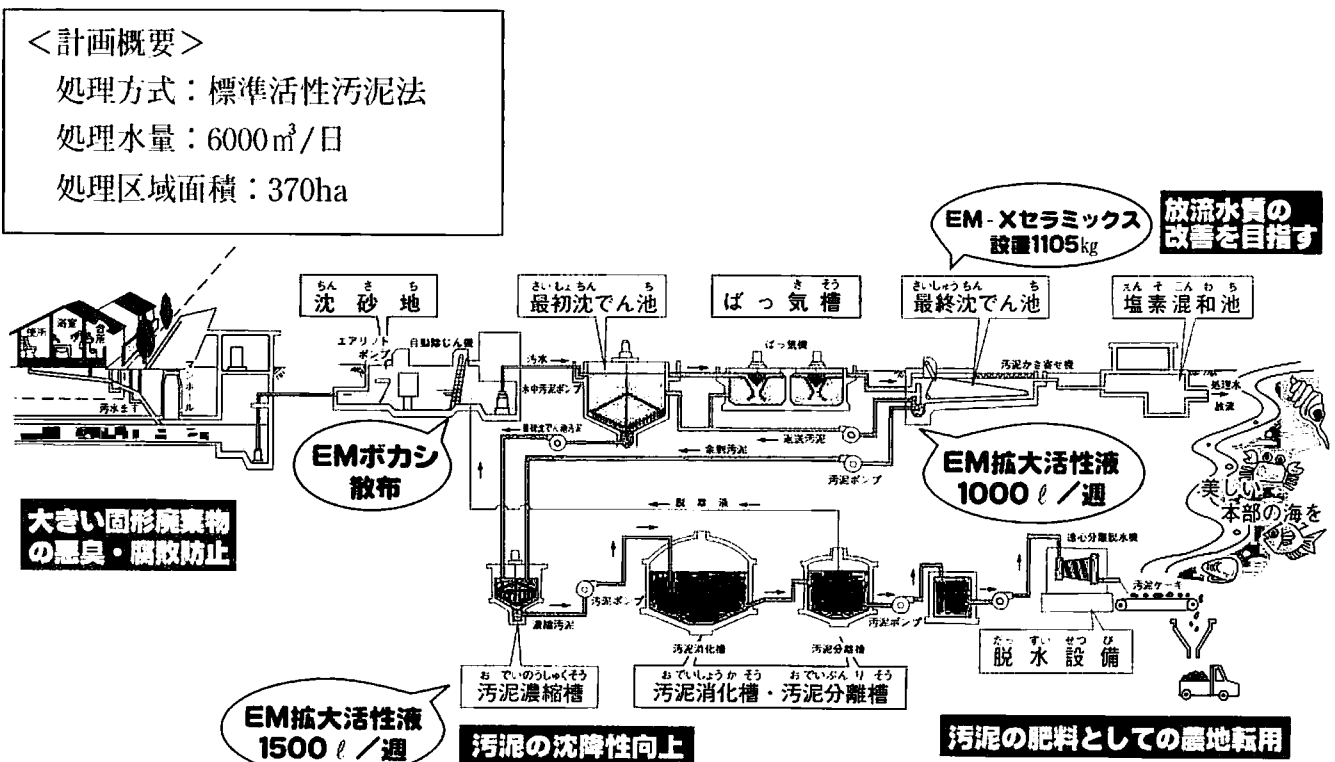 ＜計画概要＞
処理方式：標準活性汚泥法
処理水量：6000㎥/日
処理区域面積：370ha
EM-Xセラミックス
設置1105㎏
放流水質の
改善を目指す
ちん さ ち
沈砂地
さいしょちん ち
最初沈でん池
き そう
ばっ気槽
さいしゅうちん ち
最終沈でん池
えん そ こん わ ち
塩素混和池
便所
浴室
台所
マンホール
汚水ます
エアリフト
ポンプ
自動除じん機
汚水
水中汚泥ポンプ
ばっ気機
汚泥かき寄せ機
処理水
放流
EMボカシ
散布
最初沈でん池汚泥
返送汚泥
余剰汚泥
汚泥ポンプ
EM拡大活性液
1000ℓ／週
美しい
本部の海を
大きい固形廃棄物
の悪臭・腐敗防止
脱離液
遠心分離脱水機
汚泥ケーキ
汚泥ポンプ
濃縮汚泥
汚泥ポンプ
汚泥消化槽
汚泥分離槽
お でいのうしゅくそう
汚泥濃縮槽
お でいしょう か そう お でいぶん り そう
汚泥消化槽・汚泥分離槽
だっ すい せつ び
脱水設備
EM拡大活性液
1500ℓ／週
汚泥の沈降性向上
汚泥の肥料としての農地転用